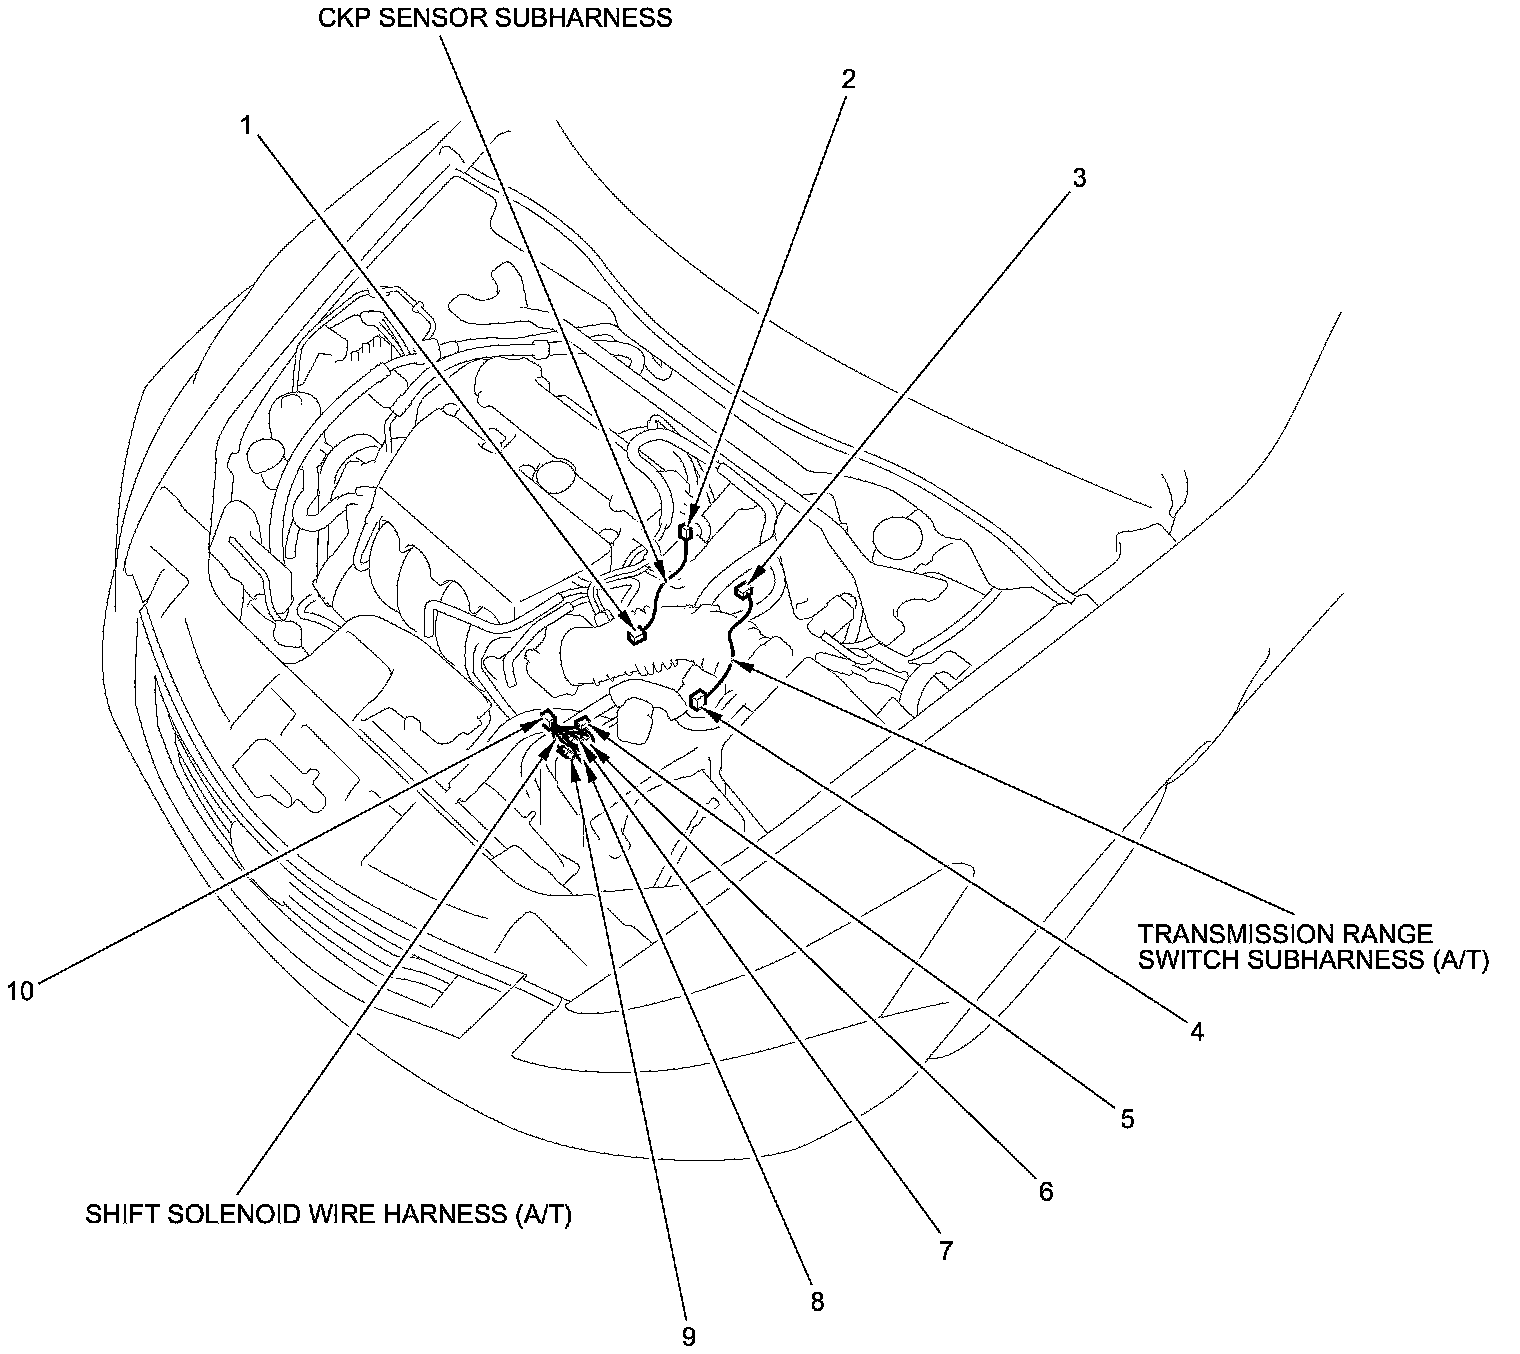 CKP SENSOR SUBHARNESS
2
1
3
TRANSMISSION RANGE
SWITCH SUBHARNESS (A/T)
10
4
5
6
SHIFT SOLENOID WIRE HARNESS (A/T)
7
8
9